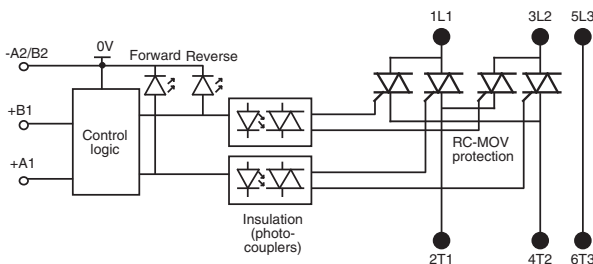 1L1
3L2
5L3
0V
-A2/B2
Forward Reverse
+B1
Control
logic
+A1
RC-MOV
protection
Insulation
(photo-
couplers)
2T1
4T2
6T3